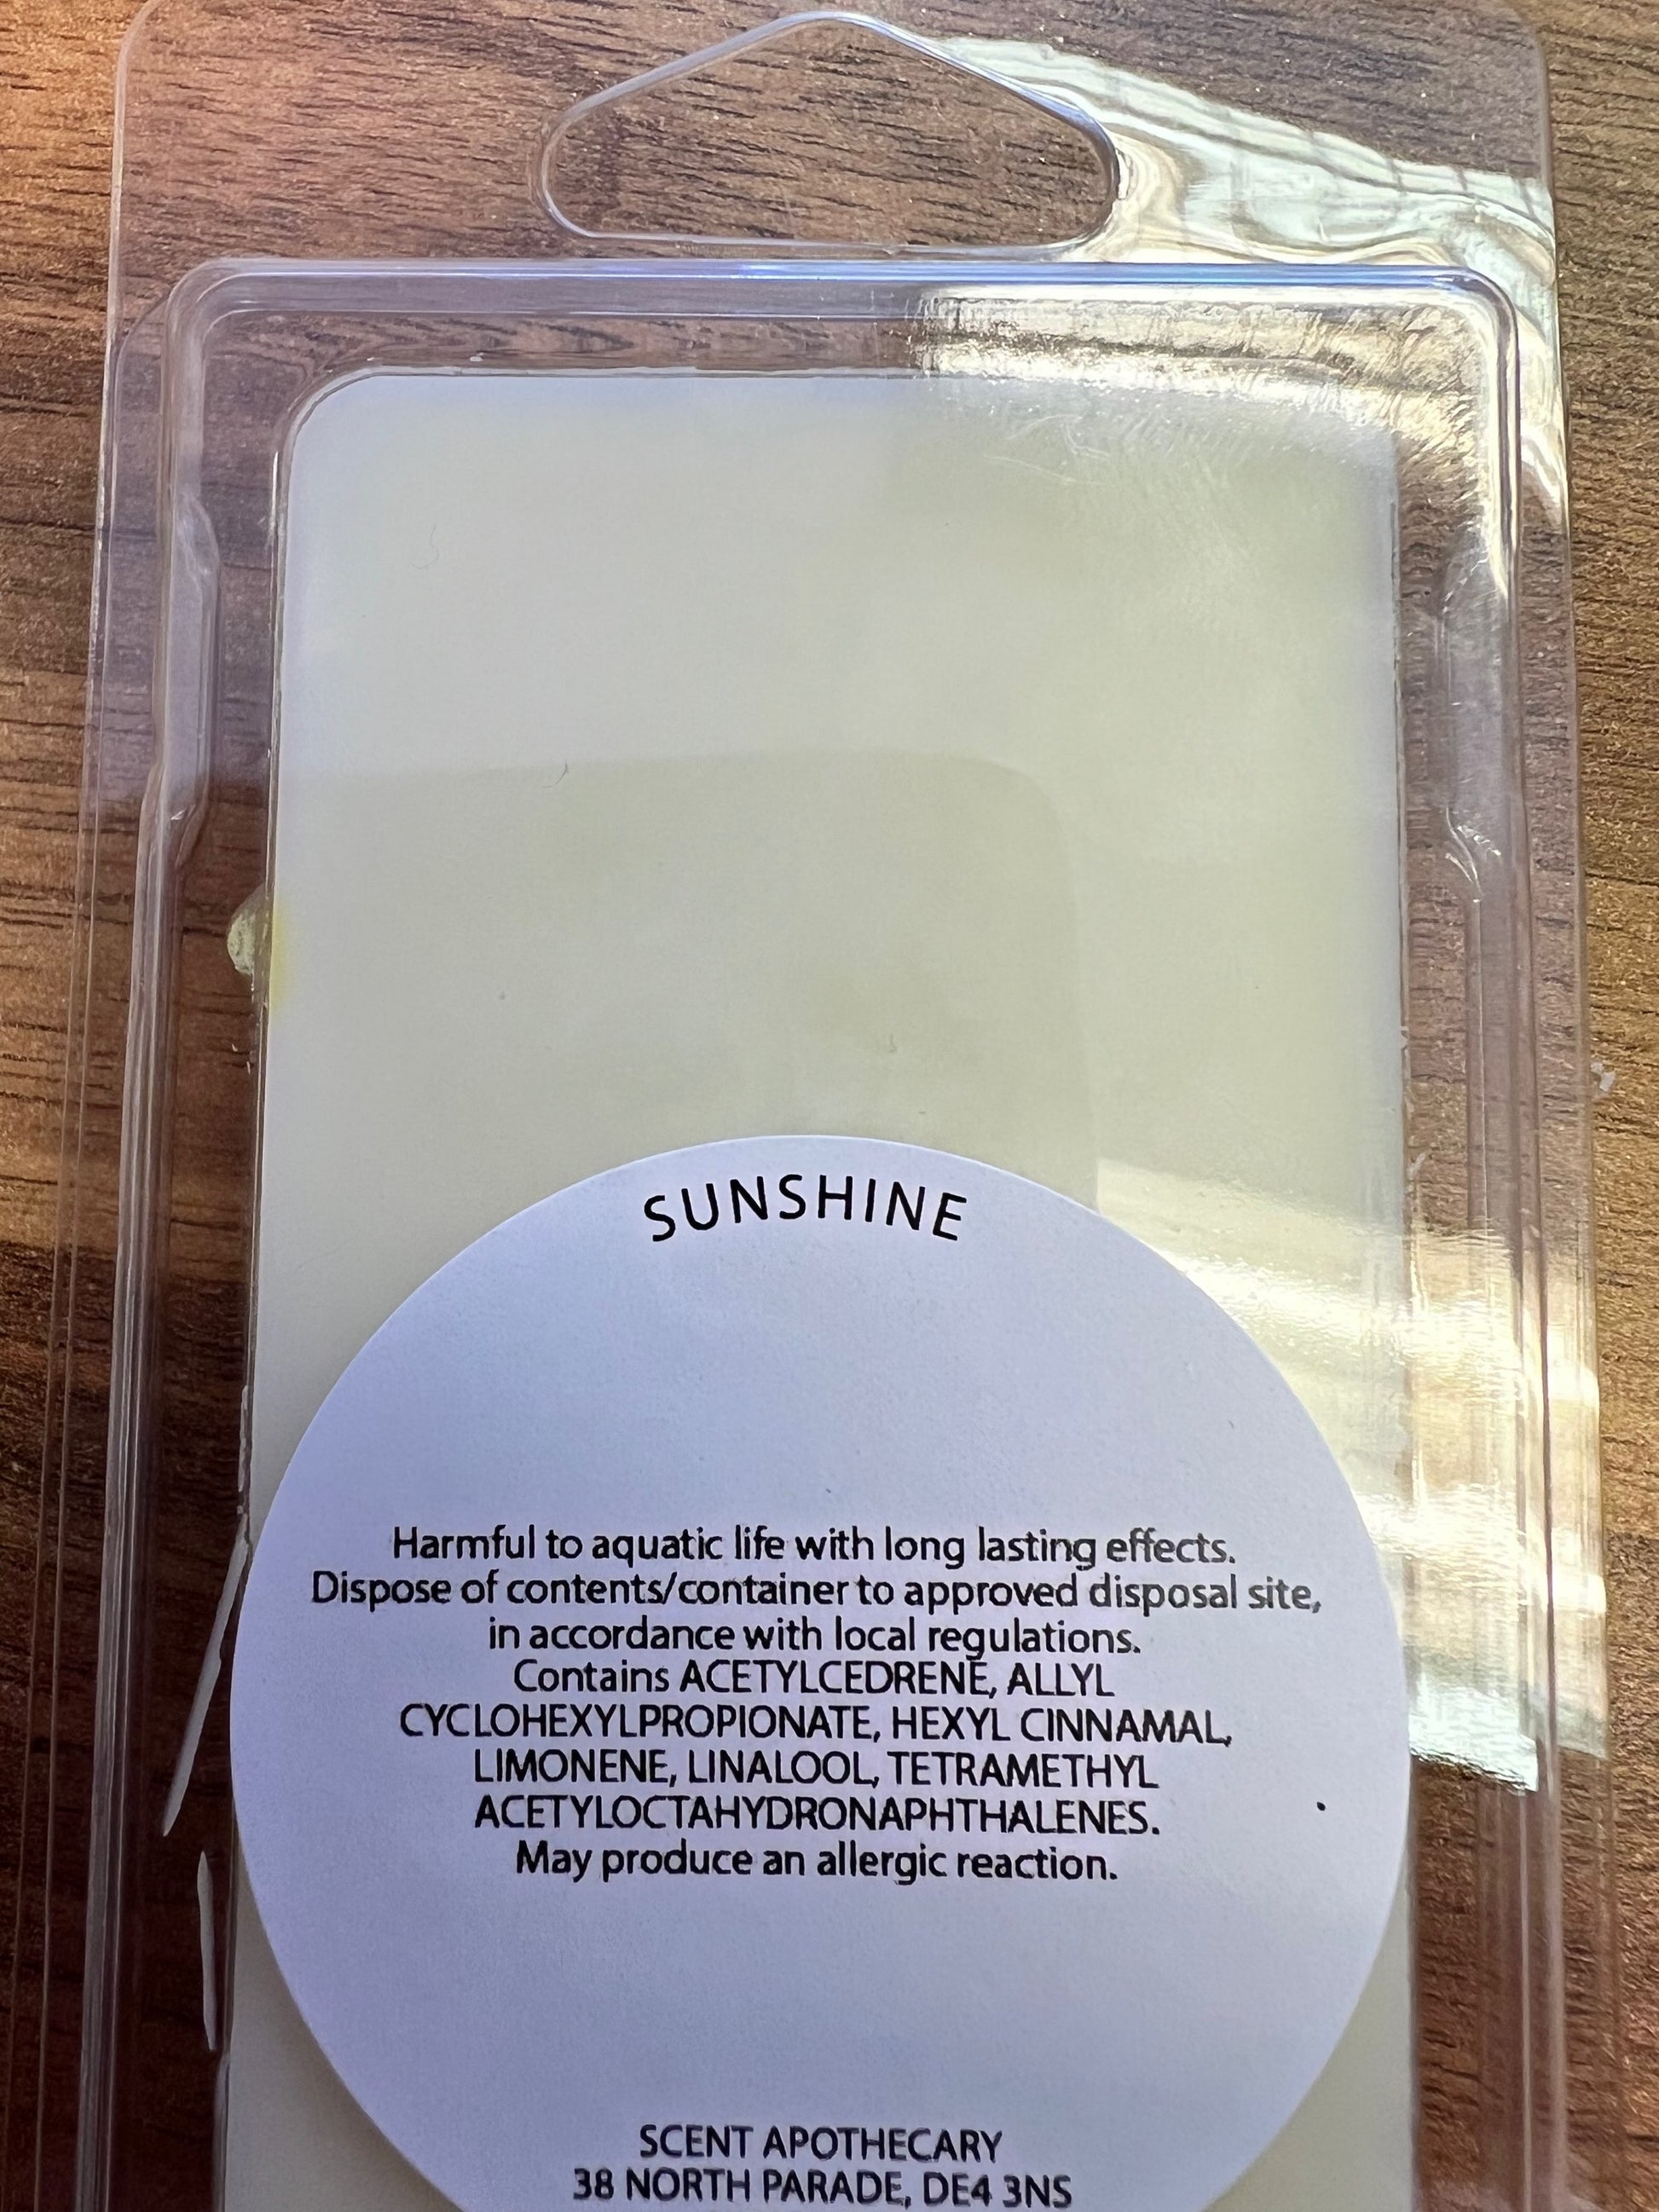 SUNSHINE
Harmful to aquatic life with long lasting effects.
Dispose of contents/container to approved disposal site,
in accordance with local regulations.
Contains ACETYLCEDRENE, ALLYL
CYCLOHEXYLPROPIONATE, HEXYL CINNAMAL,
LIMONENE, LINALOOL, TETRAMETHYL
ACETYLOCTAHYDRONAPHTHALENES.
May produce an allergic reaction.
SCENT APOTHECARY
38 NORTH PARADE, DE4 3NS